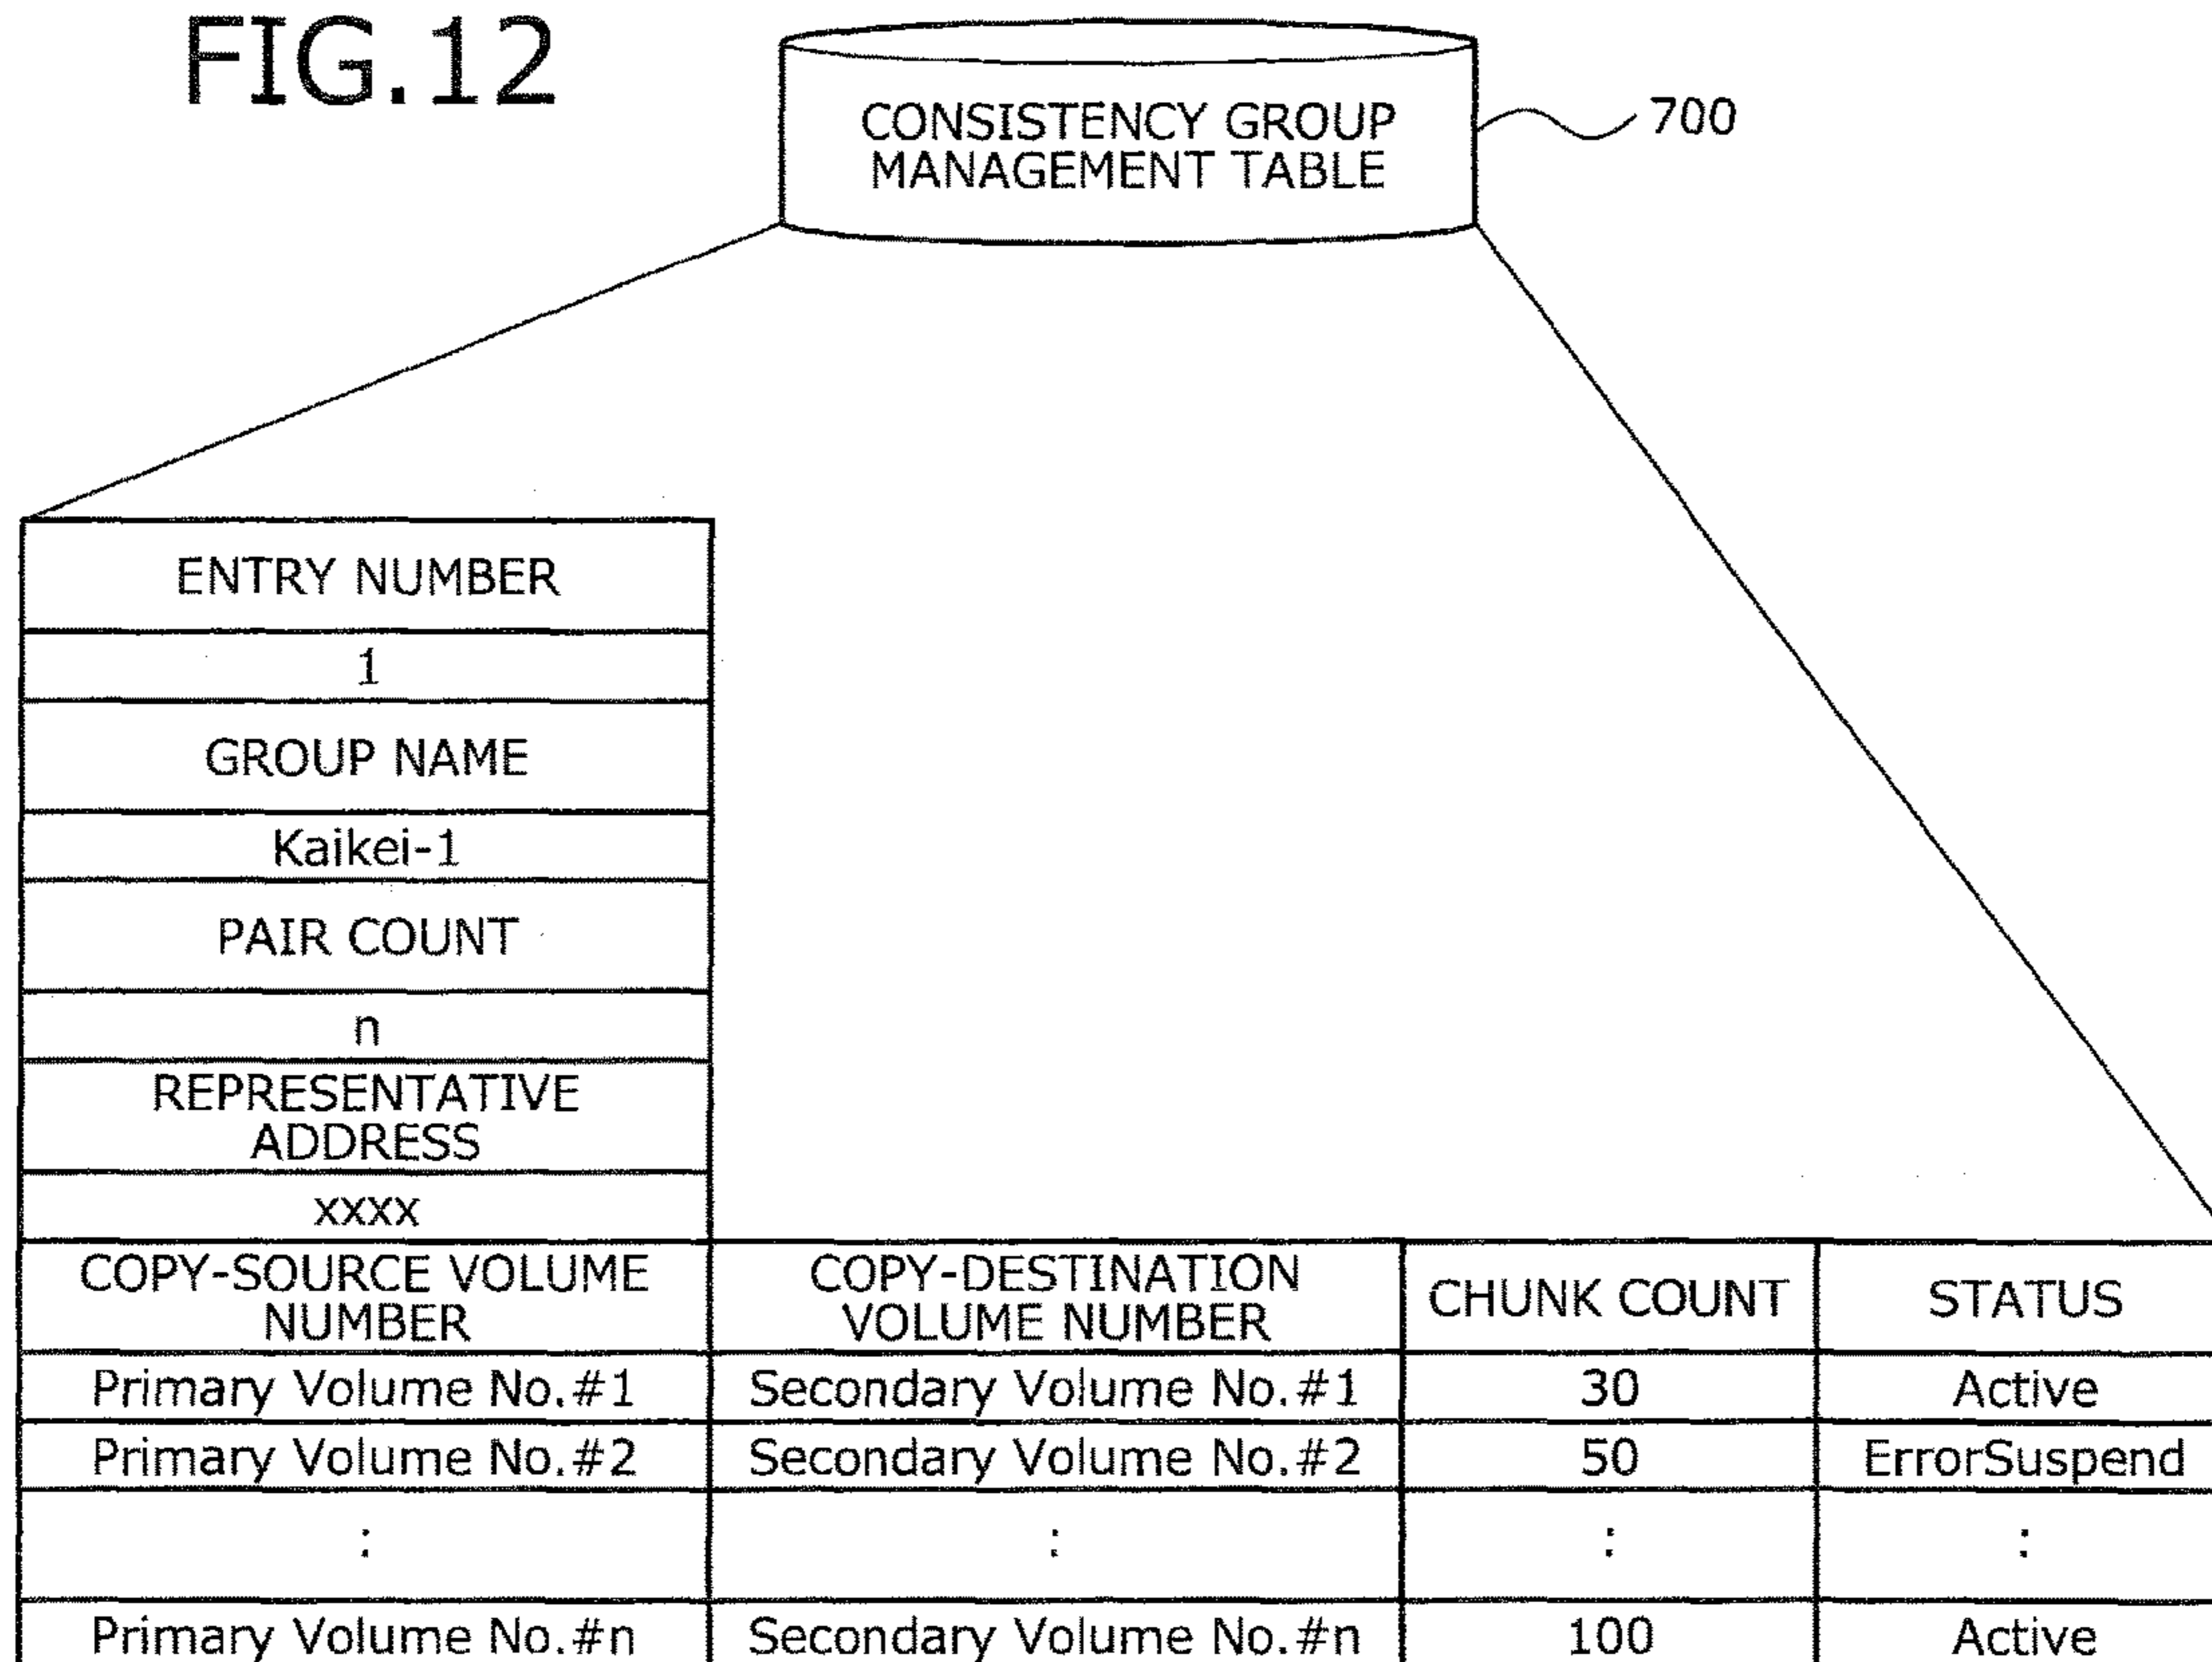 FIG.12
CONSISTENCY GROUP
MANAGEMENT TABLE
700
ENTRY NUMBER
1
GROUP NAME
Kaikei-1
PAIR COUNT
n
REPRESENTATIVE
ADDRESS
xxxx
COPY-SOURCE VOLUME
NUMBER
COPY-DESTINATION
VOLUME NUMBER
CHUNK COUNT
STATUS
Primary Volume No.#1
Secondary Volume No.#1
30
Active
Primary Volume No.#2
Secondary Volume No.#2
50
ErrorSuspend
:
:
:
:
Primary Volume No.#n
Secondary Volume No.#n
100
Active